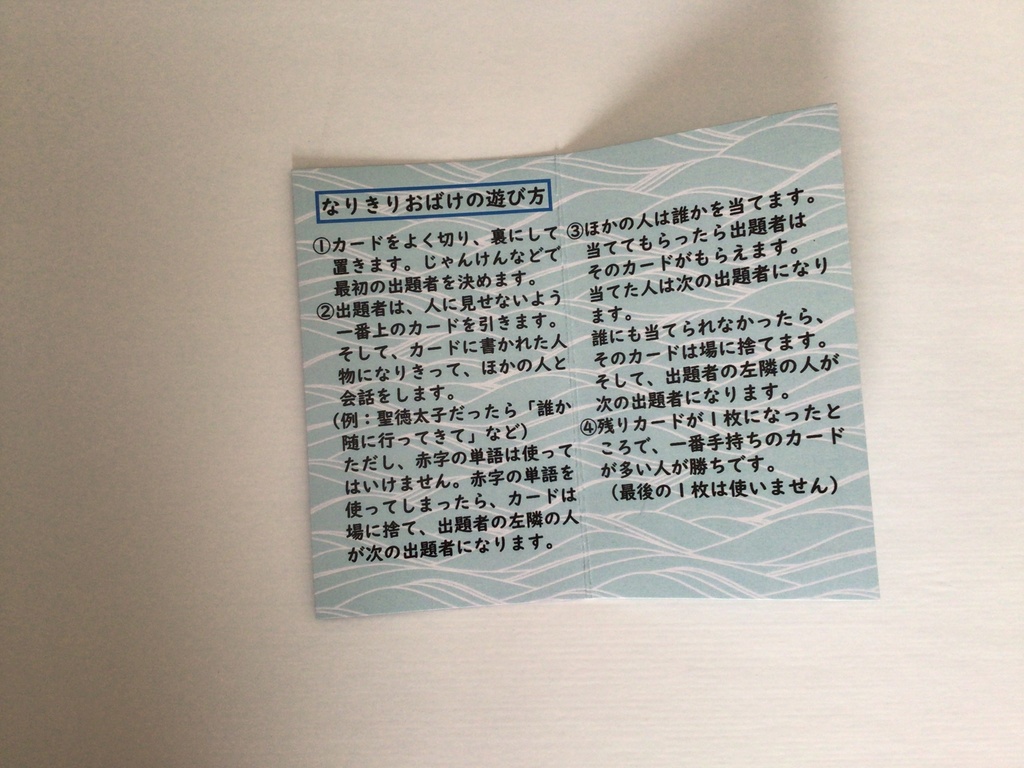 なりきりおばけの遊び方
①カードをよく切り、裏にして
置きます。じゃんけんなどで
最初の出題者を決めます。
②出題者は、人に見せないよう
一番上のカードを引きます。
そして、カードに書かれた人
物になりきって、ほかの人と
会話をします。
（例：聖徳太子だったら「誰か
随に行ってきて」など）
ただし、赤字の単語は使って
はいけません。赤字の単語を
使ってしまったら、カードは
場に捨て、出題者の左隣の人
が次の出題者になります。
③ほかの人は誰かを当てます。
当ててもらったら出題者は
そのカードがもらえます。
当てた人は次の出題者になり
ます。
誰にも当てられなかったら、
そのカードは場に捨てます。
そして、出題者の左隣の人が
次の出題者になります。
④残りカードが1枚になったと
ころで、一番手持ちのカード
が多い人が勝ちです。
（最後の1枚は使いません）